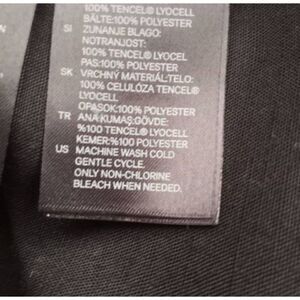 100% TENCEL® LYOCELL
BÄLTE:100% POLYESTER
SI ZUNANJE BLAGO:
NOTRANJOST:
100% TENCEL® LYOCEL
PAS:100% POLYESTER
SK VRCHNÝ MATERIÁL:TELO:
100% CELULÓZA TENCEL®
LYOCELL
OPASOK:100% POLYESTER
TR ANA KUMAŞ:GÖVDE:
%100 TENCEL® LYOCELL
KEMER:%100 POLYESTER
US MACHINE WASH COLD
GENTLE CYCLE.
ONLY NON-CHLORINE
BLEACH WHEN NEEDED.